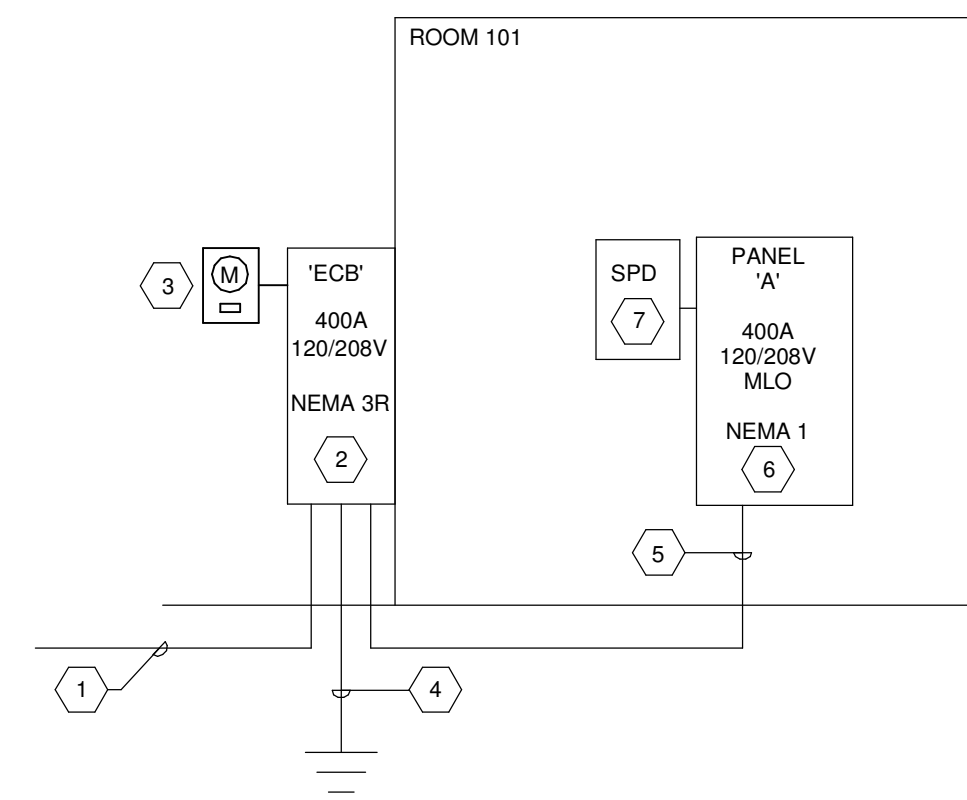 ROOM 101
3
M
'ECB'
400A
120/208V
NEMA 3R
2
SPD
7
PANEL
'A'
400A
120/208V
MLO
NEMA 1
6
5
1
4